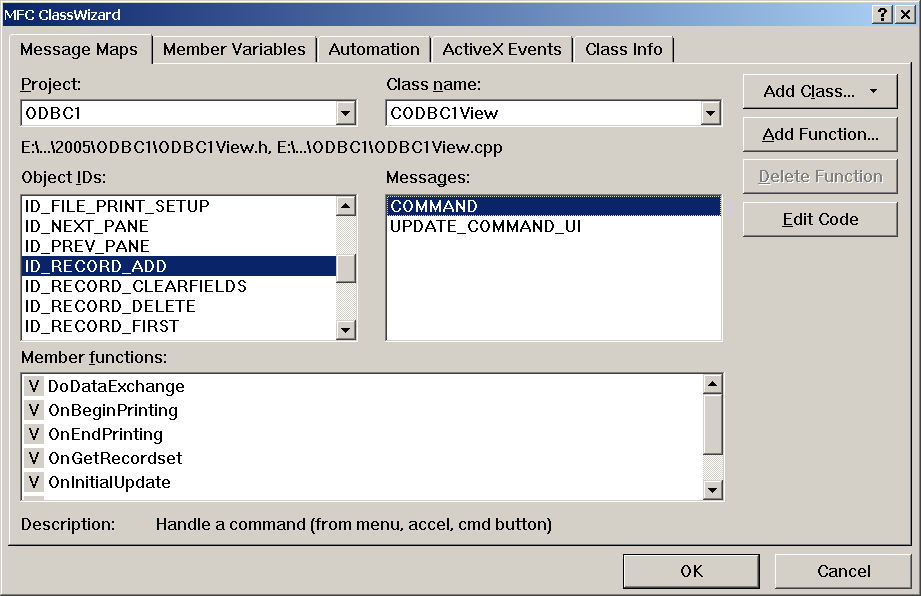 MFC ClassWizard
Message Maps Member Variables Automation ActiveX Events Class Info
Project: Class name:
ODBC1 CODBC1View
Add Class...
Add Function...
Delete Function
Edit Code
E:\...\2005\ODBC1\ODBC1View.h, E:\...\ODBC1\ODBC1View.cpp
Object IDs: Messages:
ID_FILE_PRINT_SETUP
ID_NEXT_PANE
ID_PREV_PANE
ID_RECORD_ADD
ID_RECORD_CLEARFIELDS
ID_RECORD_DELETE
ID_RECORD_FIRST
COMMAND
UPDATE_COMMAND_UI
Member functions:
V DoDataExchange
V OnBeginPrinting
V OnEndPrinting
V OnGetRecordset
V OnInitialUpdate
Description: Handle a command (from menu, accel, cmd button)
OK Cancel